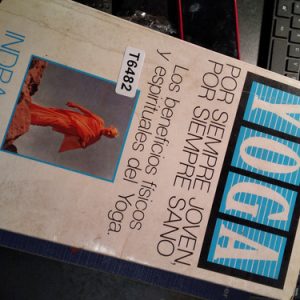 YOGA
POR SIEMPRE JOVEN,
POR SIEMPRE SANO
Los beneficios físicos
y espirituales del Yoga.
T6482
INDRA